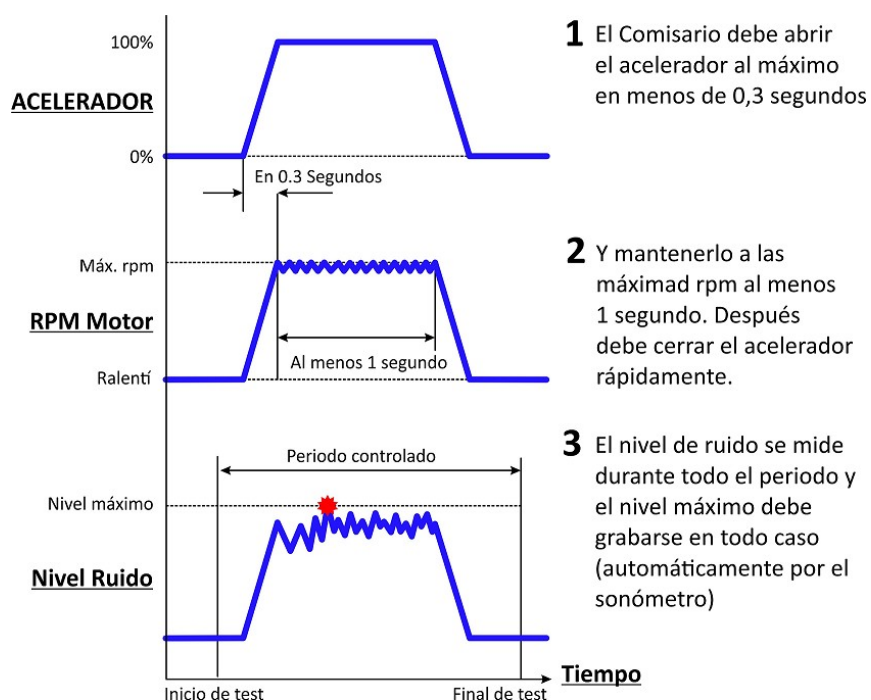 100%
ACELERADOR
0%
En 0.3 Segundos
1 El Comisario debe abrir
el acelerador al máximo
en menos de 0,3 segundos
Máx. rpm
RPM Motor
Al menos 1 segundo
Ralentí
2 Y mantenerlo a las
máximad rpm al menos
1 segundo. Después
debe cerrar el acelerador
rápidamente.
Periodo controlado
Nivel máximo
Nivel Ruido
3 El nivel de ruido se mide
durante todo el periodo y
el nivel máximo debe
grabarse en todo caso
(automáticamente por el
sonómetro)
Tiempo
Inicio de test
Final de test